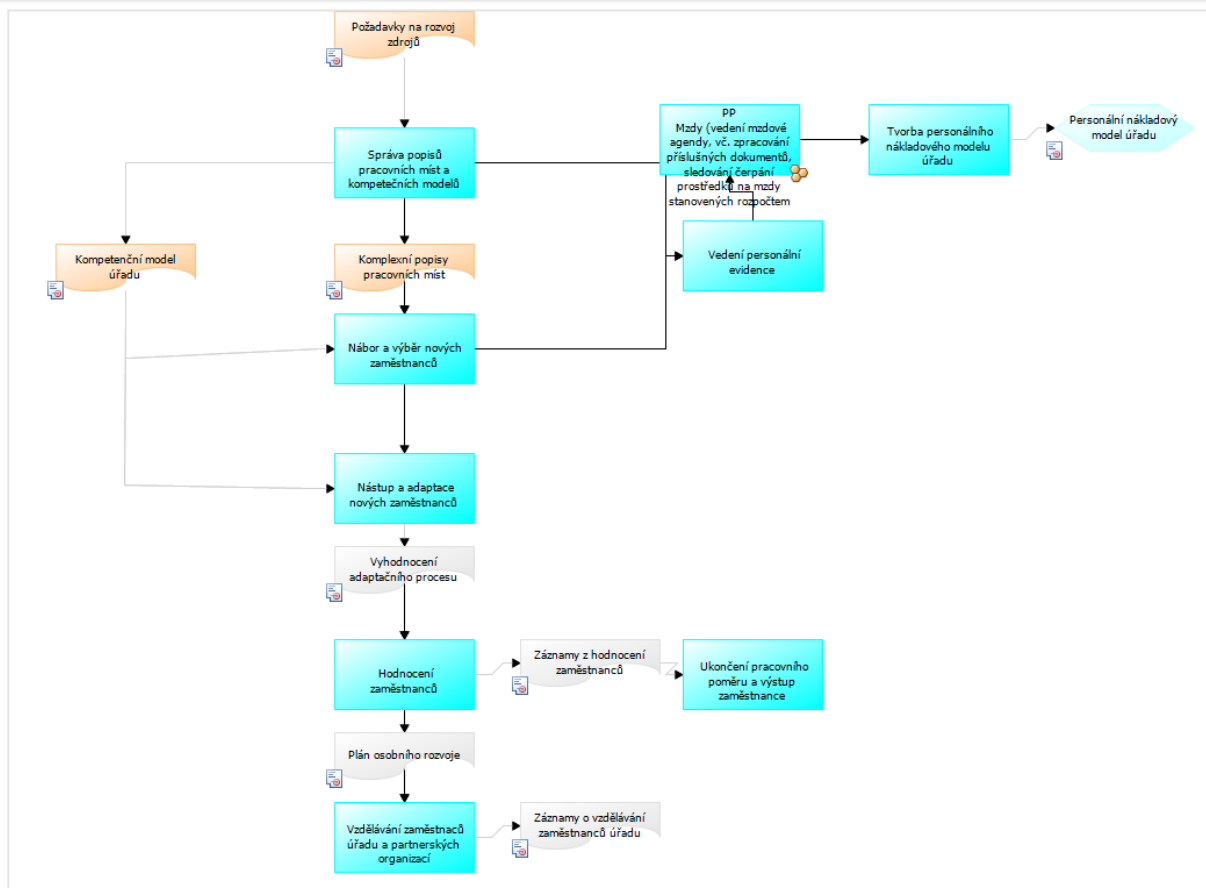 Požadavky na rozvoj
zdrojů
Správa popisů
pracovních míst a
kompetečních modelů
PP
Mzdy (vedení mzdové
agendy, vč. zpracování
příslušných dokumentů,
sledování čerpání
prostředků na mzdy
stanovených rozpočtem
Tvorba personálního
nákladového modelu
úřadu
Personální nákladový
model úřadu
Kompetenční model
úřadu
Komplexní popisy
pracovních míst
Vedení personální
evidence
Nábor a výběr nových
zaměstnanců
Nástup a adaptace
nových zaměstnanců
Vyhodnocení
adaptačního procesu
Hodnocení
zaměstnanců
Záznamy z hodnocení
zaměstnanců
Ukončení pracovního
poměru a výstup
zaměstnance
Plán osobního rozvoje
Vzdělávání zaměstnaců
úřadu a partnerských
organizací
Záznamy o vzdělávání
zaměstnanců úřadu